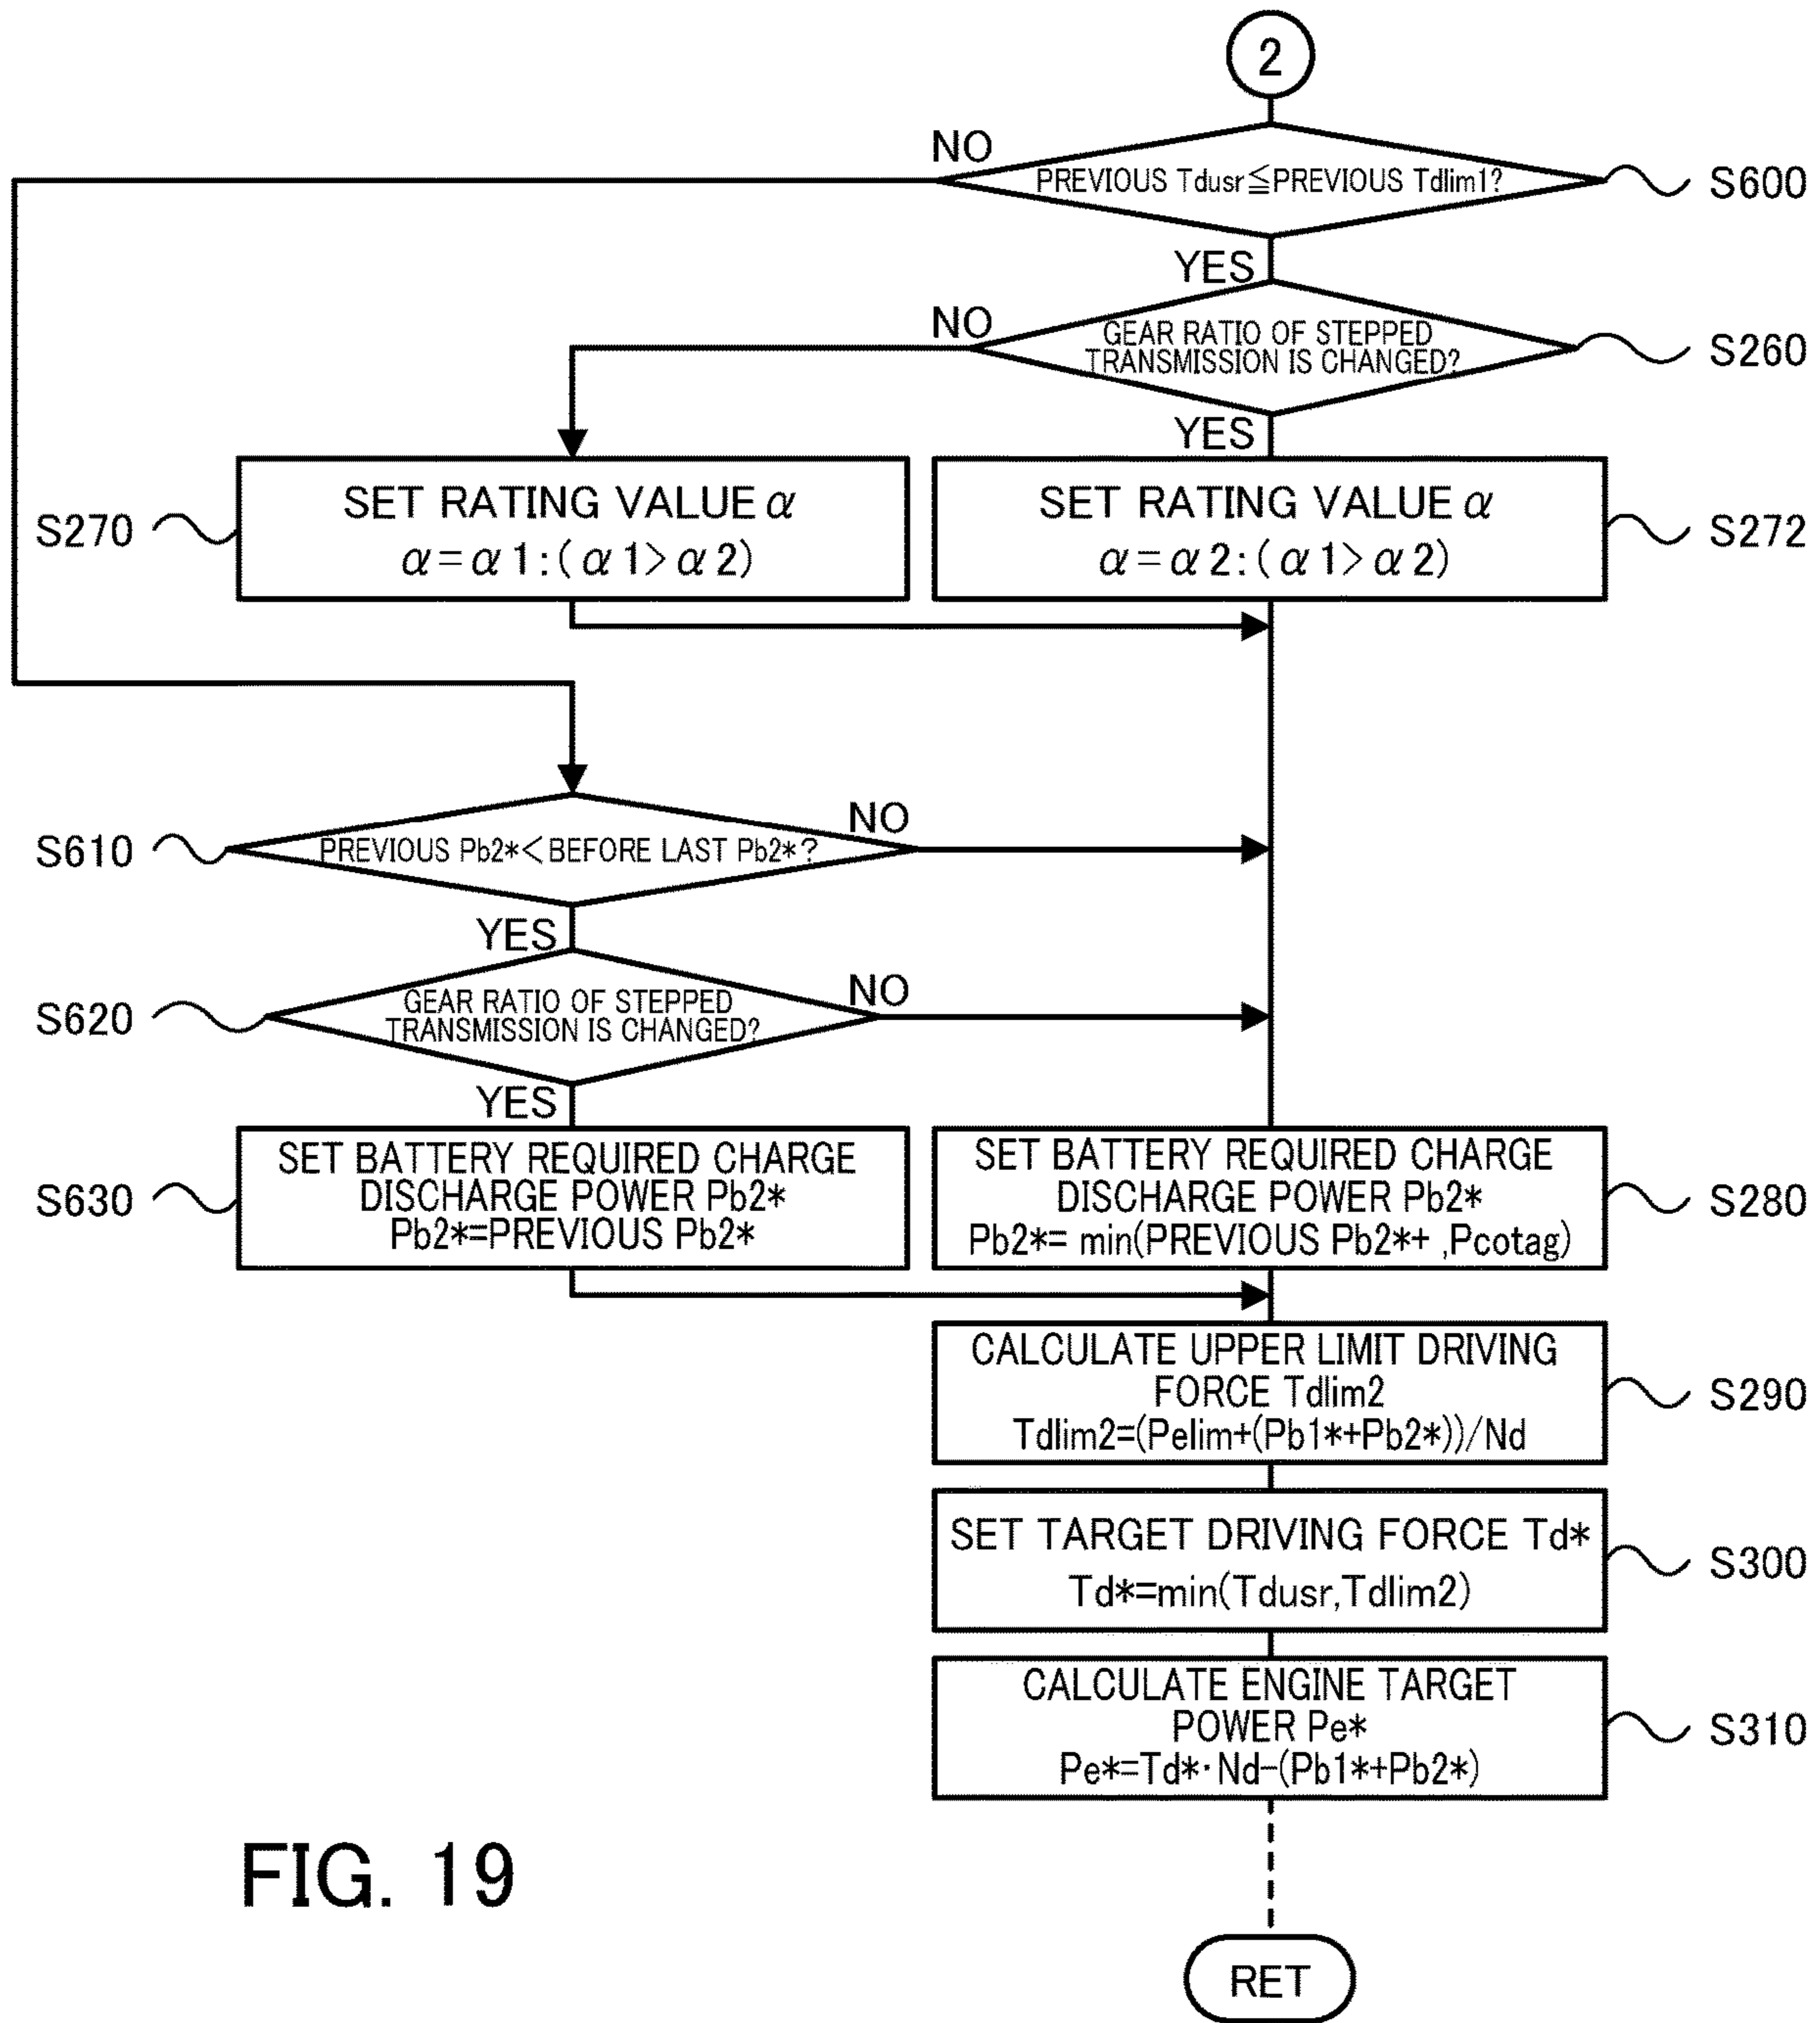 2
NO
PREVIOUS Tdusr≦PREVIOUS Tdlim1?
S600
YES
NO
GEAR RATIO OF STEPPED
TRANSMISSION IS CHANGED?
S260
YES
S270
SET RATING VALUE α
α=α1:(α1>α2)
SET RATING VALUE α
α=α2:(α1>α2)
S272
S610
PREVIOUS Pb2*<BEFORE LAST Pb2*?
NO
YES
S620
GEAR RATIO OF STEPPED
TRANSMISSION IS CHANGED?
NO
YES
S630
SET BATTERY REQUIRED CHARGE
DISCHARGE POWER Pb2*
Pb2*=PREVIOUS Pb2*
SET BATTERY REQUIRED CHARGE
DISCHARGE POWER Pb2*
Pb2*= min(PREVIOUS Pb2*+ ,Pcotag)
S280
CALCULATE UPPER LIMIT DRIVING
FORCE Tdlim2
Tdlim2=(Pelim+(Pb1*+Pb2*))/Nd
S290
SET TARGET DRIVING FORCE Td*
Td*=min(Tdusr,Tdlim2)
S300
CALCULATE ENGINE TARGET
POWER Pe*
Pe*=Td*·Nd-(Pb1*+Pb2*)
S310
FIG. 19
RET